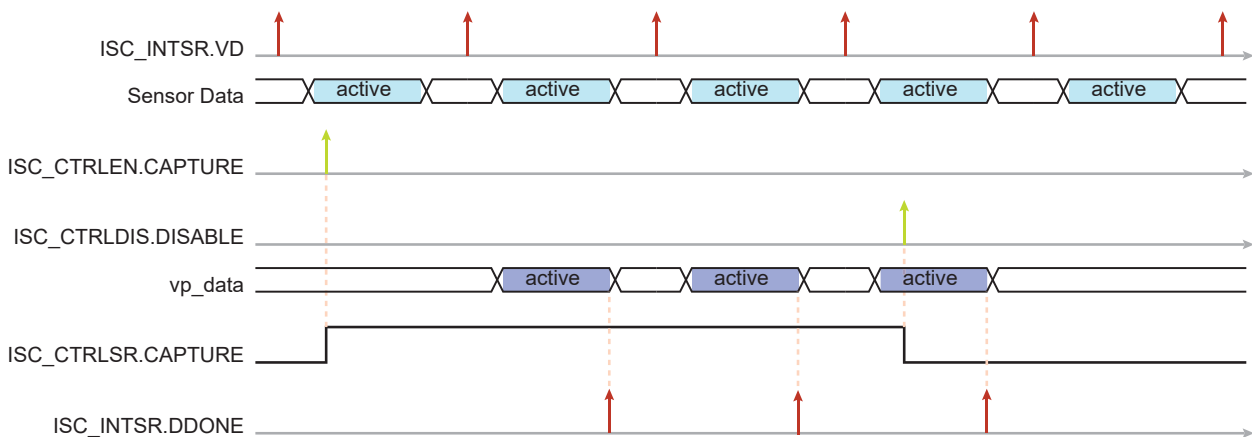 ISC_INTSR.VD
Sensor Data
active
active
active
active
active
ISC_CTRLEN.CAPTURE
ISC_CTRLDIS.DISABLE
vp_data
active
active
active
ISC_CTRLSR.CAPTURE
ISC_INTSR.DDONE